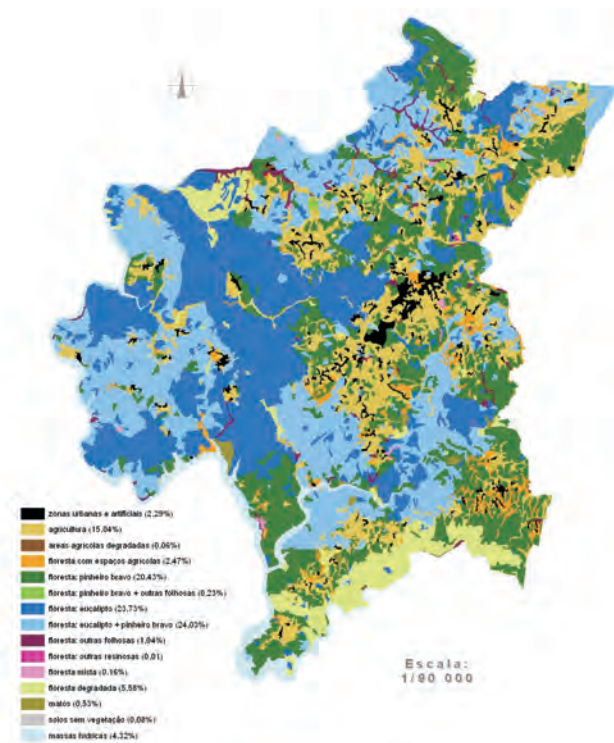 zonas urbanas e artificiais (2,29%)
agricultura (15,04%)
areas agricolas degradadas (0,06%)
floresta com espaços agricolas (2,47%)
floresta: pinheiro bravo (20,43%)
floresta: pinheiro bravo + outras folhosas (0,23%)
floresta: eucalipto (23,73%)
floresta: eucalipto + pinheiro bravo (24,03%)
floresta: outras folhosas (1,04%)
floresta: outras resinosas (0,01)
floresta mista (0,16%)
floresta degradada (5,58%)
matos (0,53%)
solos sem vegetação (0,08%)
massas hidricas (4,32%)
Escala:
1/90 000